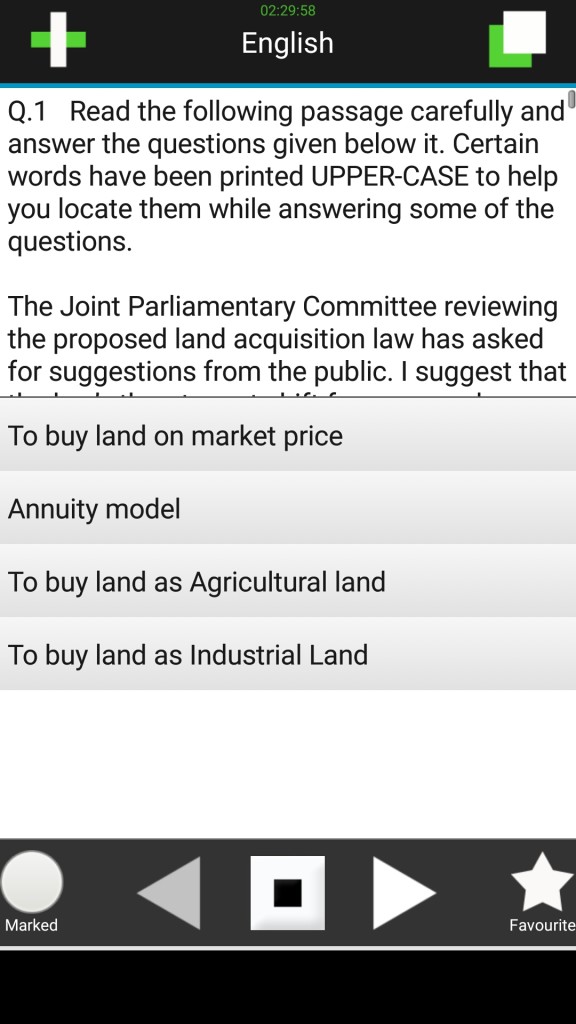 02:29:58
English
Q.1 Read the following passage carefully and
answer the questions given below it. Certain
words have been printed UPPER-CASE to help
you locate them while answering some of the
questions.
The Joint Parliamentary Committee reviewing
the proposed land acquisition law has asked
for suggestions from the public. I suggest that
To buy land on market price
Annuity model
To buy land as Agricultural land
To buy land as Industrial Land
Marked
Favourite